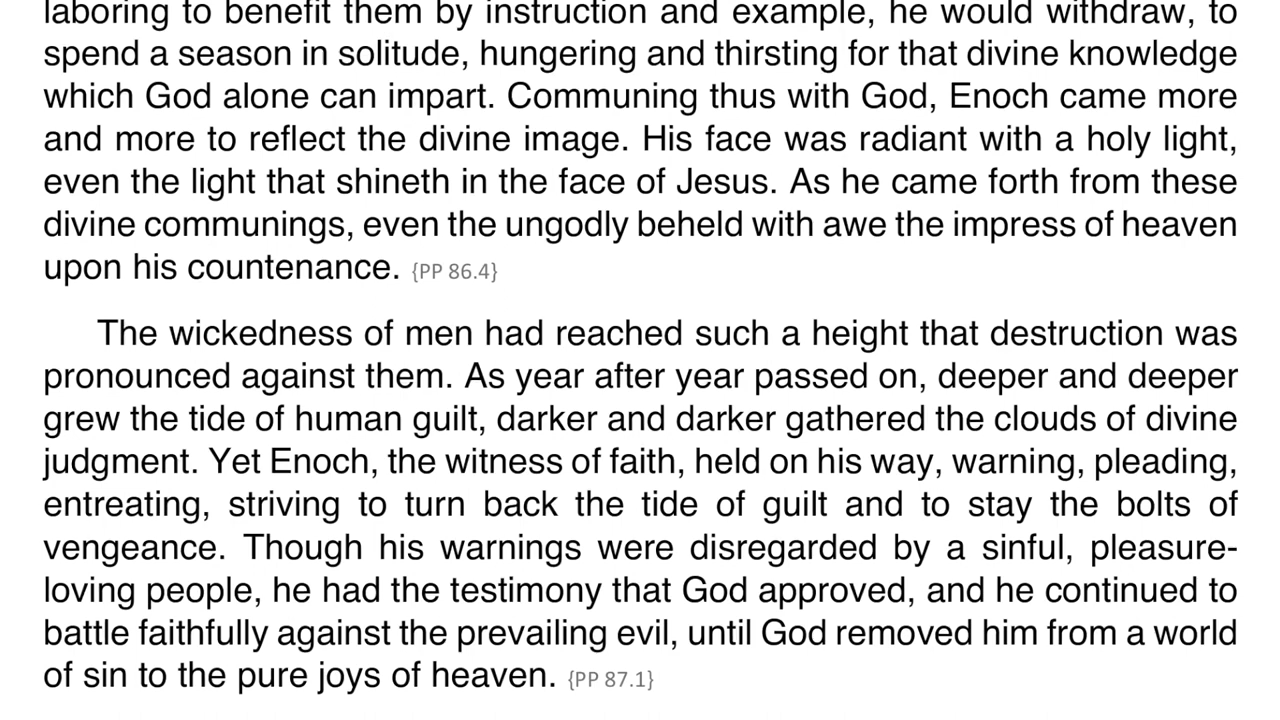 laboring to benefit them by instruction and example, he would withdraw, to
spend a season in solitude, hungering and thirsting for that divine knowledge
which God alone can impart. Communing thus with God, Enoch came more
and more to reflect the divine image. His face was radiant with a holy light,
even the light that shineth in the face of Jesus. As he came forth from these
divine communings, even the ungodly beheld with awe the impress of heaven
upon his countenance. {PP 86.4}
The wickedness of men had reached such a height that destruction was
pronounced against them. As year after year passed on, deeper and deeper
grew the tide of human guilt, darker and darker gathered the clouds of divine
judgment. Yet Enoch, the witness of faith, held on his way, warning, pleading,
entreating, striving to turn back the tide of guilt and to stay the bolts of
vengeance. Though his warnings were disregarded by a sinful, pleasure-
loving people, he had the testimony that God approved, and he continued to
battle faithfully against the prevailing evil, until God removed him from a world
of sin to the pure joys of heaven. {PP 87.1}